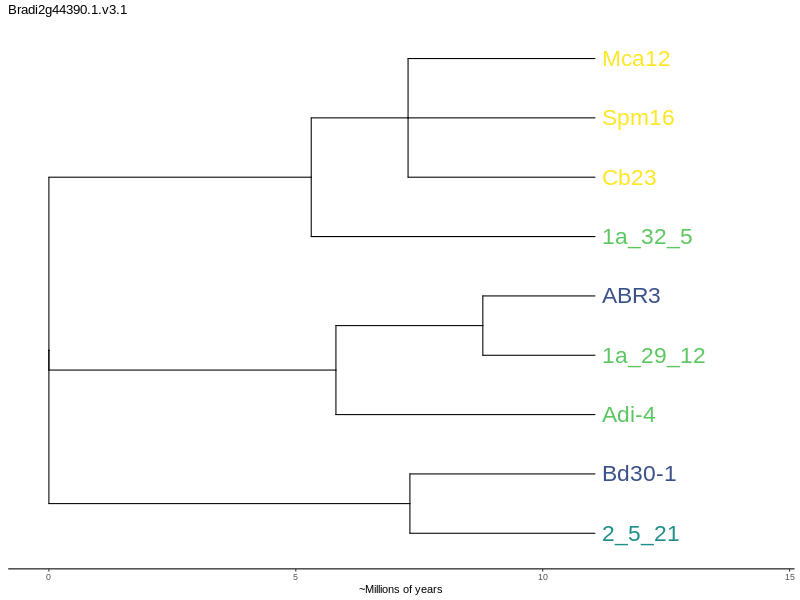 Bradi2g44390.1.v3.1
Mca12
Spm16
Cb23
1a_32_5
ABR3
1a_29_12
Adi-4
Bd30-1
2_5_21
0 5 10 15
~Millions of years